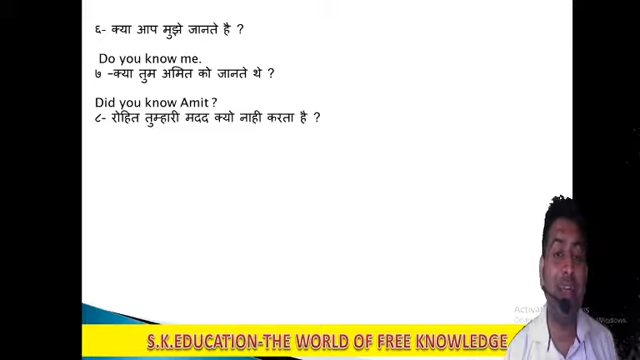 ६- क्या आप मुझे जानते है ?
Do you know me.
७ –क्या तुम अमित को जानते थे ?
Did you know Amit ?
८- रोहित तुम्हारी मदद क्यो नाही करता है ?
S.K.EDUCATION-THE WORLD OF FREE KNOWLEDGE